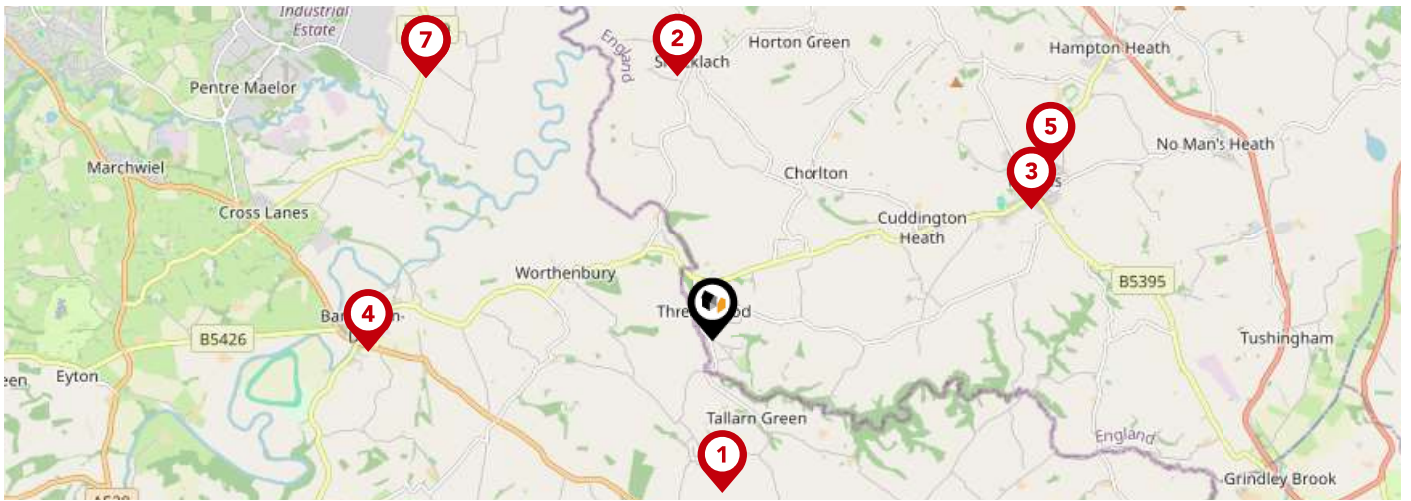 Industrial
Estate
7
2
England
Horton Green
Hampton Heath
Pentre Maelor
5
No Man's Heath
Marchwiel
Chorlton
3
Cross Lanes
Cuddington
Heath
Worthenbury
B5395
4
B5426
Tushingham
Eyton
Tallarn Green
1
England
Grindley Brook